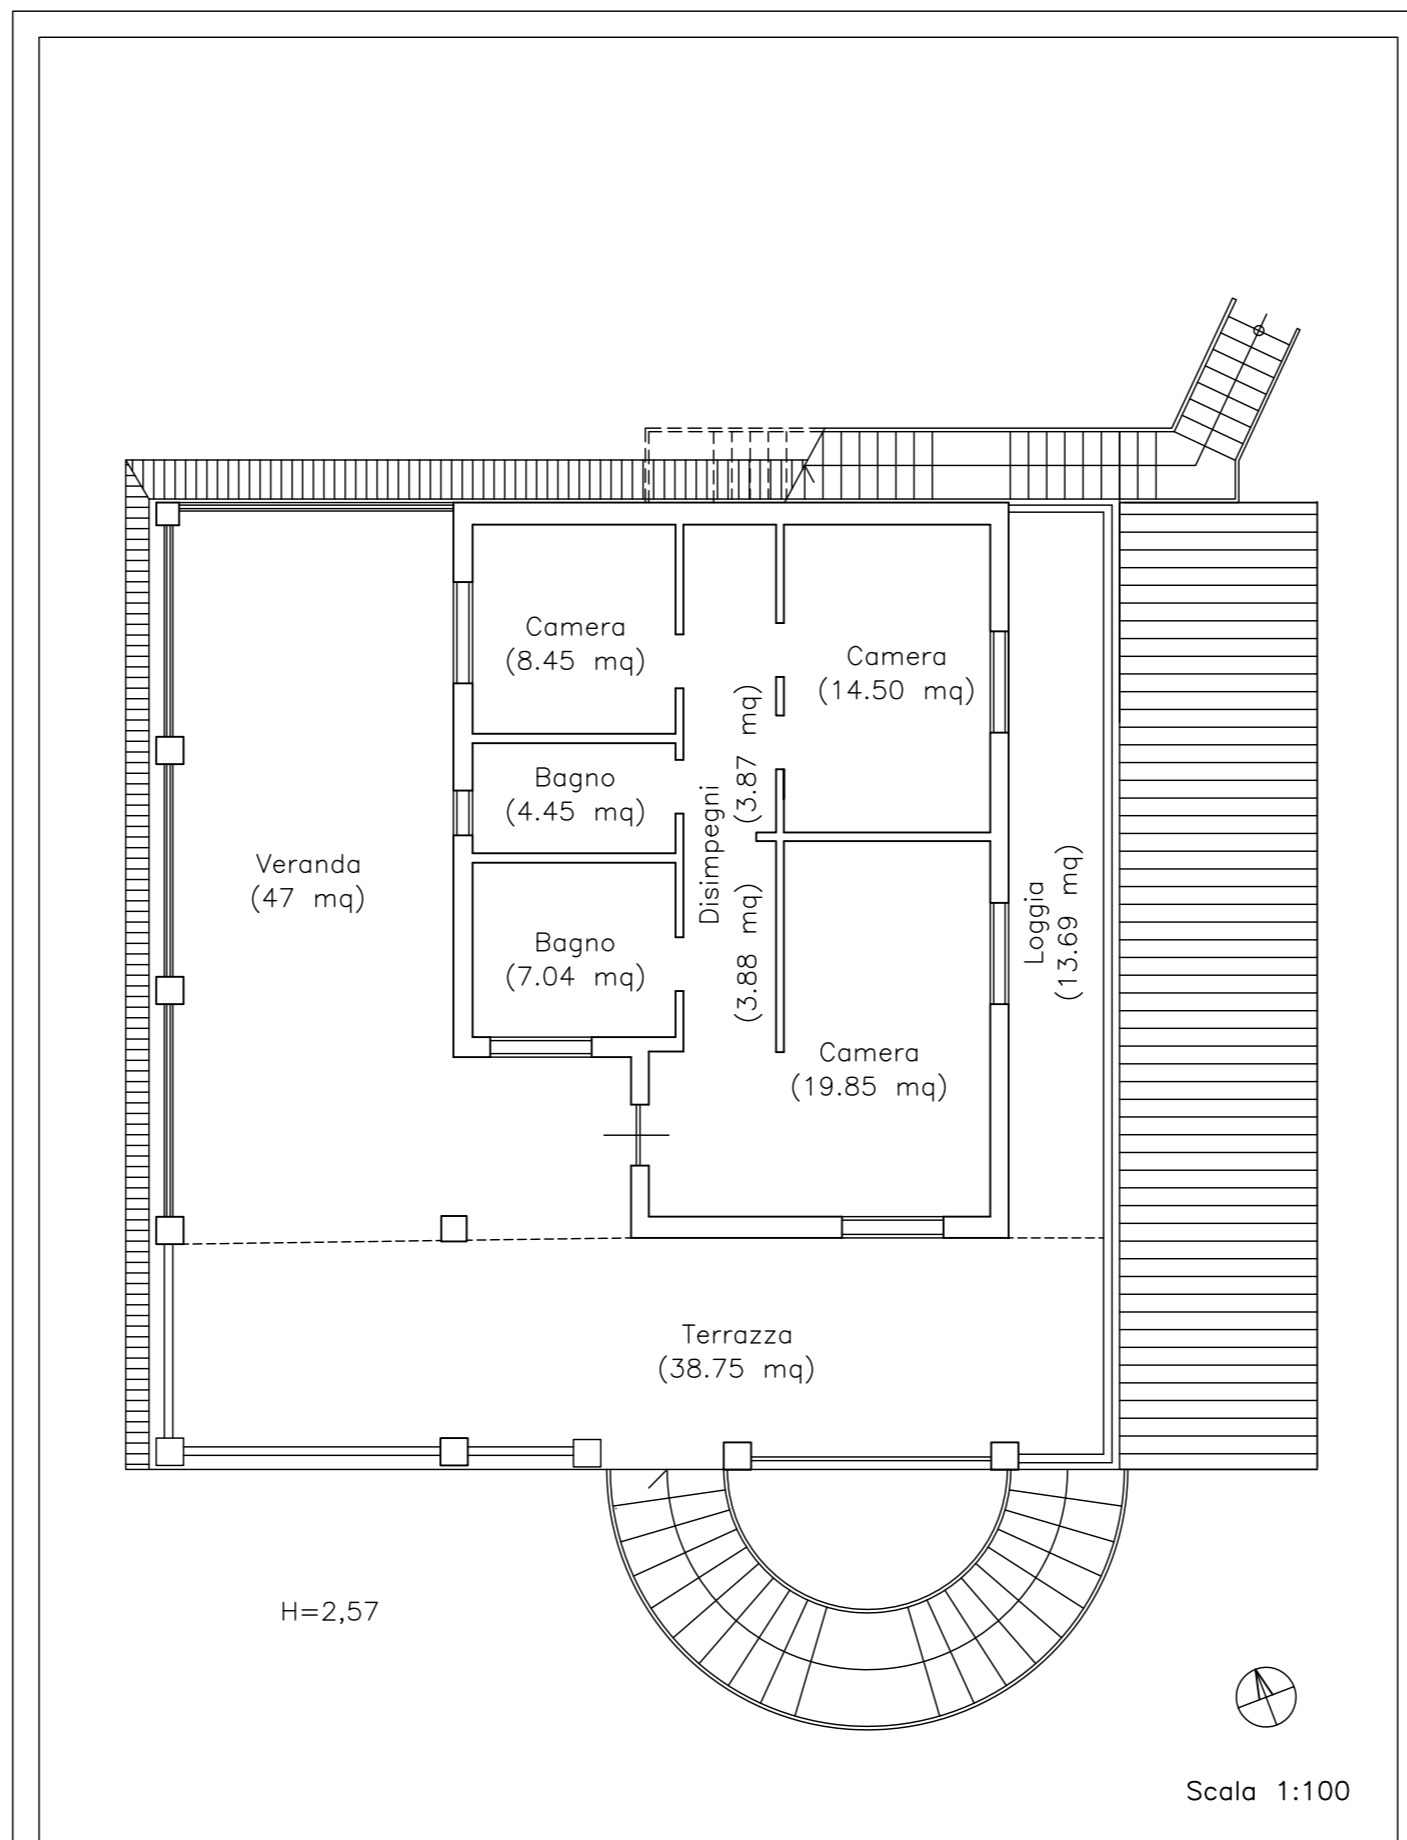 Camera
(8.45 mq)
Camera
(14.50 mq)
Bagno
(4.45 mq)
Disimpegni
(3.87 mq)
(3.88 mq)
Veranda
(47 mq)
Loggia
(13.69 mq)
Bagno
(7.04 mq)
Camera
(19.85 mq)
Terrazza
(38.75 mq)
H=2,57
Scala 1:100